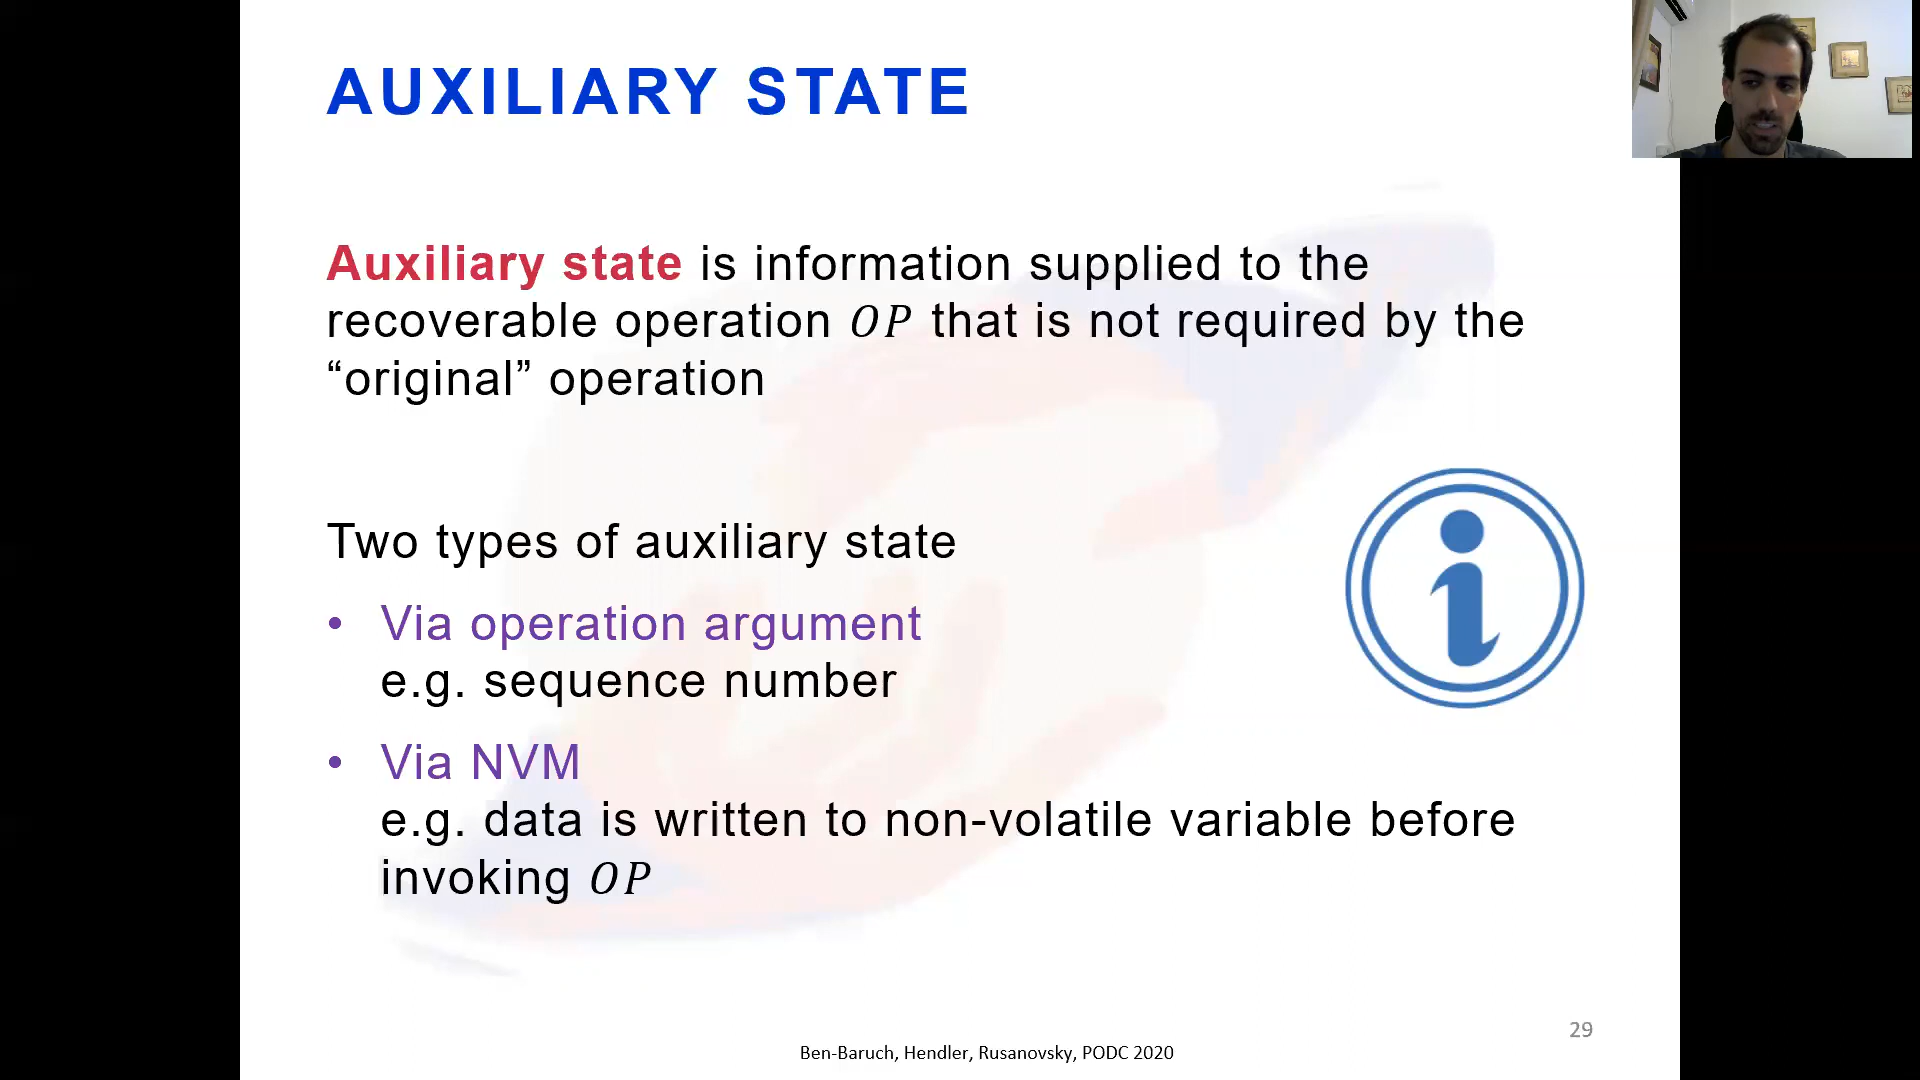 AUXILIARY STATE
Auxiliary state is information supplied to the
recoverable operation OP that is not required by the
“original” operation
Two types of auxiliary state
• Via operation argument
e.g. sequence number
• Via NVM
e.g. data is written to non-volatile variable before
invoking OP
29
Ben-Baruch, Hendler, Rusanovsky, PODC 2020